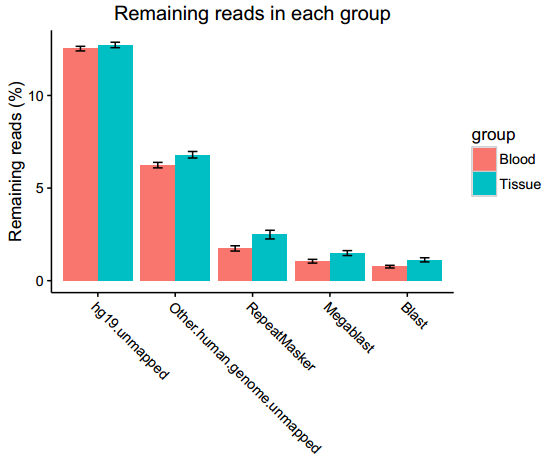 Remaining reads in each group
Remaining reads (%)
10
5
0
hg19.unmapped
Other.human.genome.unmapped
RepeatMasker
Megablast
Blast
group
Blood
Tissue